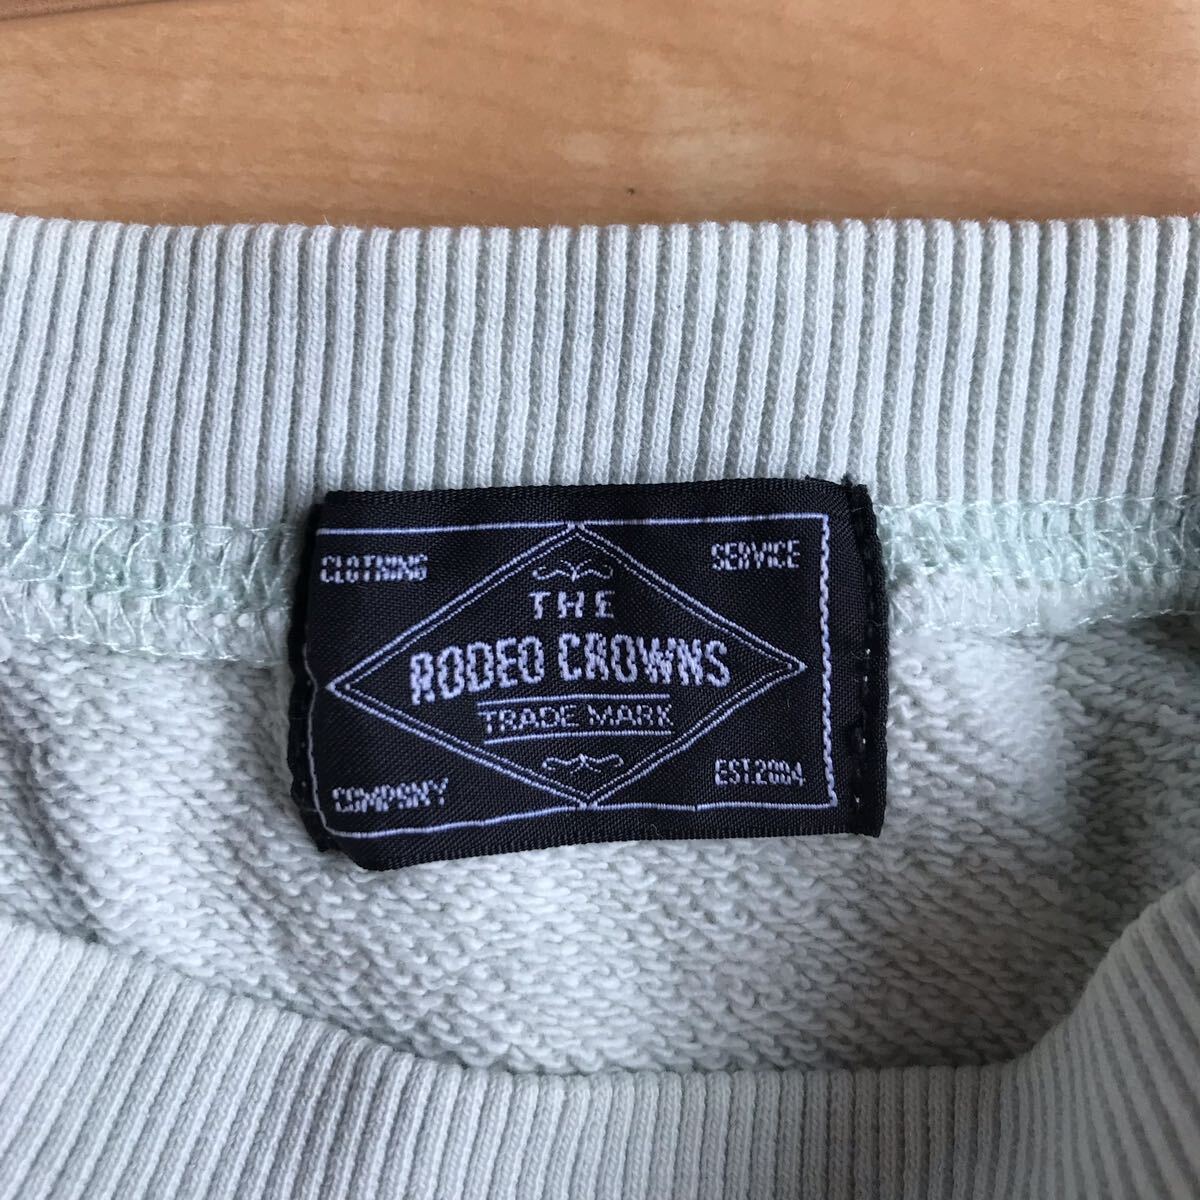 CLOTHING
SERVICE
THE
RODEO CROWNS
TRADE MARK
COMPANY
EST.2004